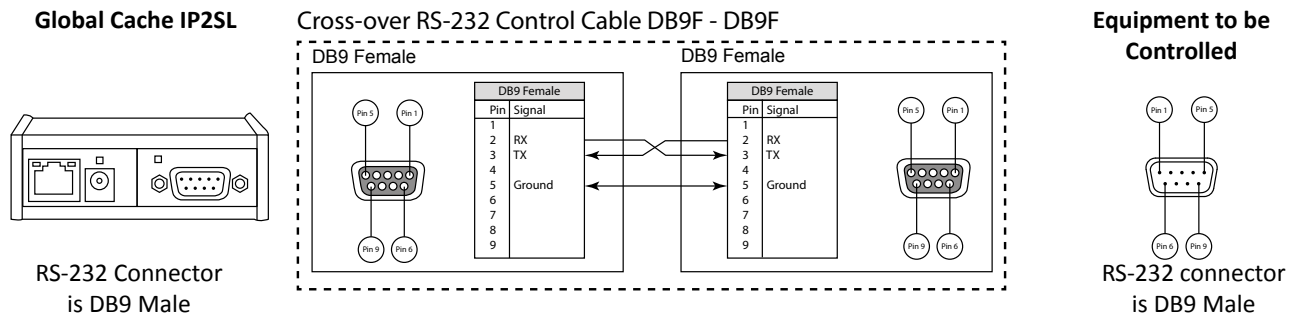 Global Cache IP2SL
Cross-over RS-232 Control Cable DB9F - DB9F
Equipment to be
Controlled
DB9 Female
DB9 Female
Pin 5
Pin 1
Pin 9
Pin 6
DB9 Female
Pin Signal
1
2 RX
3 TX
4
5 Ground
6
7
8
9
DB9 Female
Pin Signal
1
2 RX
3 TX
4
5 Ground
6
7
8
9
Pin 5
Pin 1
Pin 9
Pin 6
Pin 1
Pin 5
Pin 6
Pin 9
RS-232 Connector
is DB9 Male
RS-232 connector
is DB9 Male